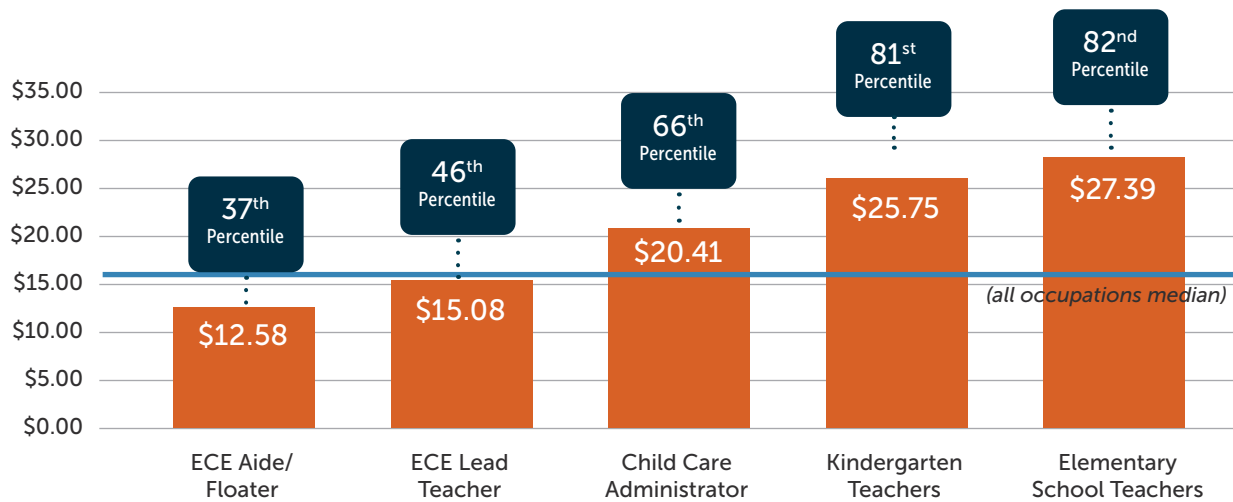 81st
Percentile
82nd
Percentile
66th
Percentile
46th
Percentile
37th
Percentile
$35.00
$30.00
$25.00
$20.00
$15.00
$10.00
$5.00
$0.00
$12.58
$15.08
$20.41
$25.75
$27.39
(all occupations median)
ECE Aide/
Floater
ECE Lead
Teacher
Child Care
Administrator
Kindergarten
Teachers
Elementary
School Teachers